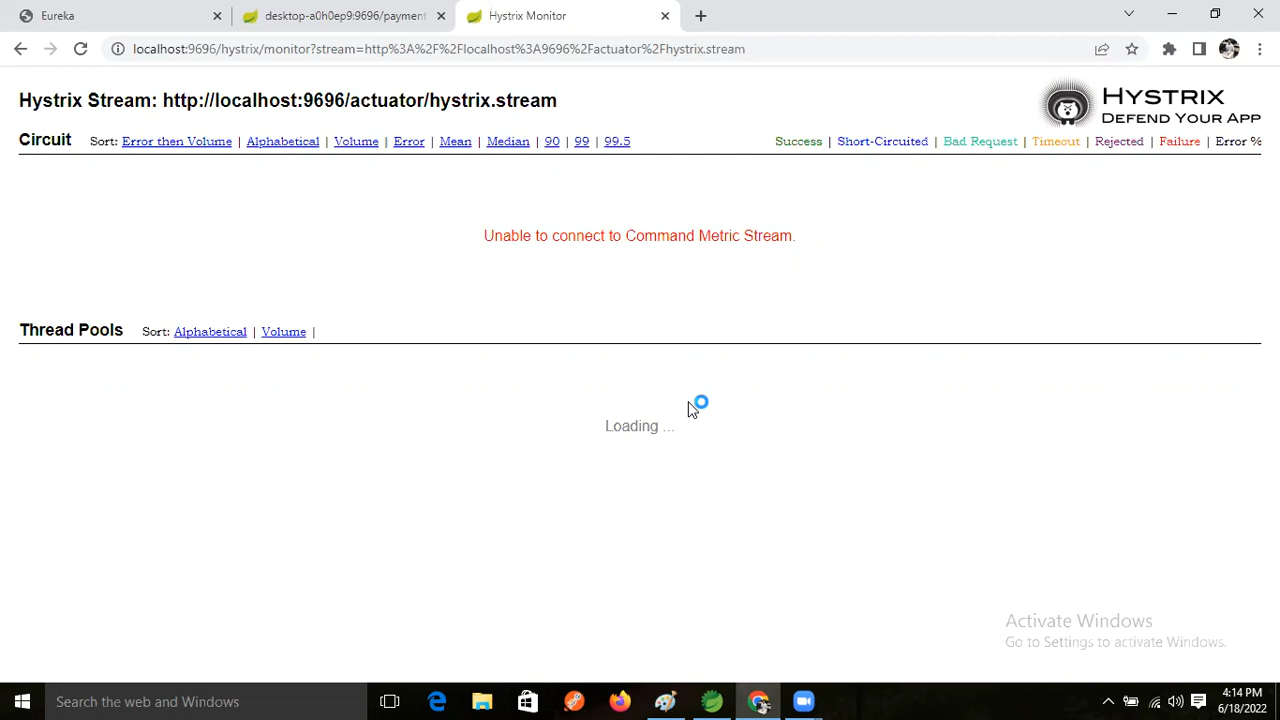 Eureka
desktop-a0h0ep9:9696/payment
Hystrix Monitor
localhost:9696/hystrix/monitor?stream=http%3A%2F%2Flocalhost%3A9696%2Factuator%2Fhystrix.stream
Hystrix Stream: http://localhost:9696/actuator/hystrix.stream
HYSTRIX
DEFEND YOUR APP
Circuit Sort: Error then Volume | Alphabetical | Volume | Error | Mean | Median | 90 | 99 | 99.5
Success | Short-Circuited | Bad Request | Timeout | Rejected | Failure | Error %
Unable to connect to Command Metric Stream.
Thread Pools Sort: Alphabetical | Volume |
Loading ...
Activate Windows
Go to Settings to activate Windows.
Search the web and Windows
4:14 PM
6/18/2022